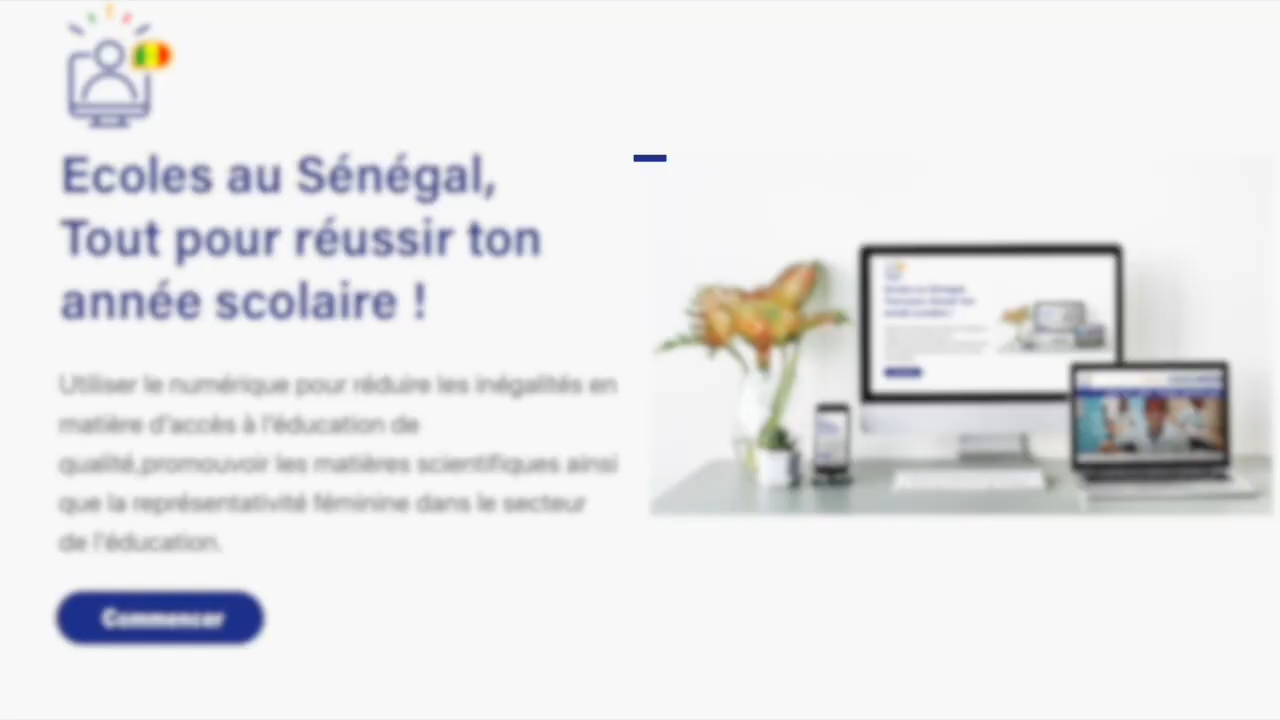 Ecoles au Sénégal,
Tout pour réussir ton
année scolaire !
Utiliser le numérique pour réduire les inégalités en
matière d'accès à l'éducation de
qualité,promouvoir les matières scientifiques ainsi
que la représentativité féminine dans le secteur
de l'éducation.
Commencer